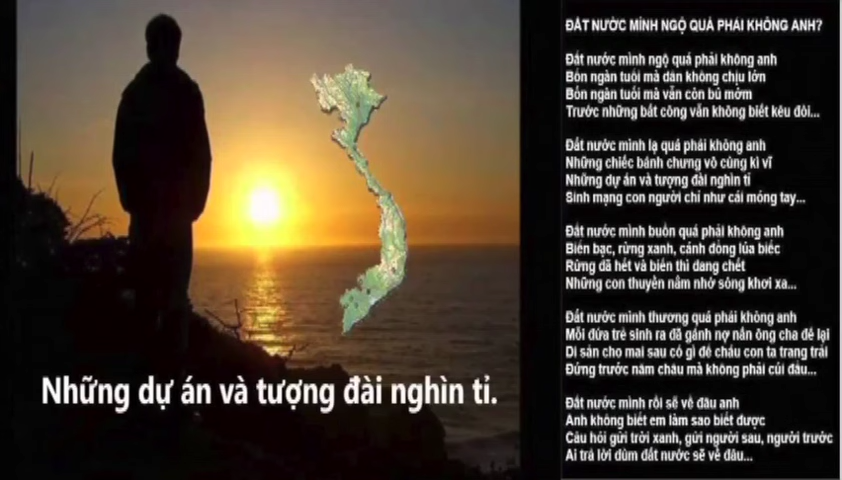 Những dự án và tượng đài nghìn tỉ.
ĐẤT NƯỚC MÌNH NGỘ QUÁ PHẢI KHÔNG ANH?
Đất nước mình ngộ quá phải không anh
Bốn ngàn tuổi mà dân không chịu lớn
Bốn ngàn tuổi mà vẫn còn bú mớm
Trước những bất công vẫn không biết kêu đòi...
Đất nước mình lạ quá phải không anh
Những chiếc bánh chưng vô cùng kì vĩ
Những dự án và tượng đài nghìn tỉ
Sinh mạng con người chỉ như cái móng tay...
Đất nước mình buồn quá phải không anh
Biển bạc, rừng xanh, cánh đồng lúa biếc
Rừng đã hết và biển thì đang chết
Những con thuyền nằm nhớ sóng khơi xa...
Đất nước mình thương quá phải không anh
Mỗi đứa trẻ sinh ra đã gánh nợ nần ông cha để lại
Di sản cho mai sau có gì để cháu con ta trang trải
Đứng trước năm châu mà không phải cúi đầu...
Đất nước mình rồi sẽ về đâu anh
Anh không biết em làm sao biết được
Câu hỏi gửi trời xanh, gửi người sau, người trước
Ai trả lời dùm đất nước sẽ về đâu...